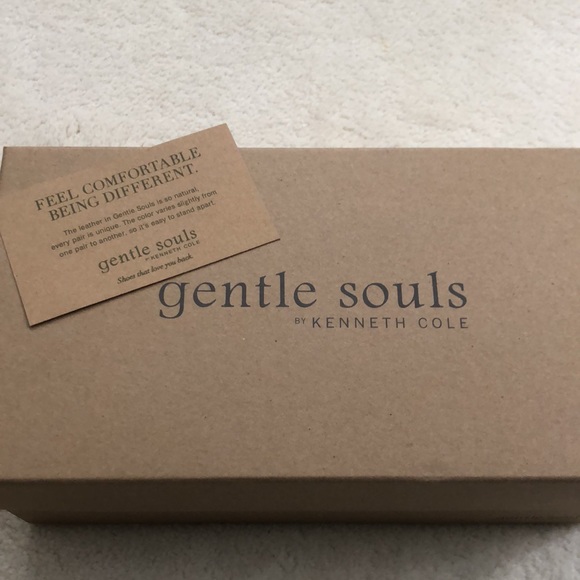 FEEL COMFORTABLE
BEING DIFFERENT.
The leather in Gentle Souls is so natural,
every pair is unique. The color varies slightly from
one pair to another, so it's easy to stand apart.
gentle souls
BY KENNETH COLE
Shoes that love you back.
gentle souls
BY KENNETH COLE